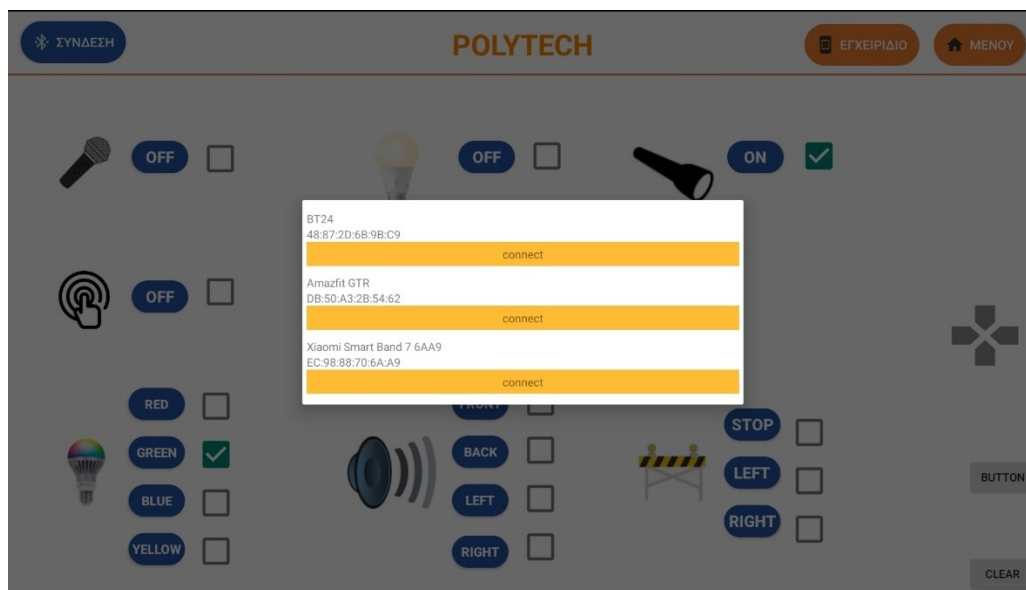 ΣΥΝΔΕΣΗ
POLYTECH
ΕΓΧΕΙΡΙΔΙΟ
ΜΕΝΟΥ
OFF
OFF
ON
BT24
48:87:2D:6B:9B:C9
connect
Amazfit GTR
DB:50:A3:2B:54:62
connect
Xiaomi Smart Band 7 6AA9
EC:98:88:70:6A:A9
connect
OFF
RED
FRONT
STOP
GREEN
BACK
LEFT
BUTTON
BLUE
LEFT
RIGHT
YELLOW
RIGHT
CLEAR